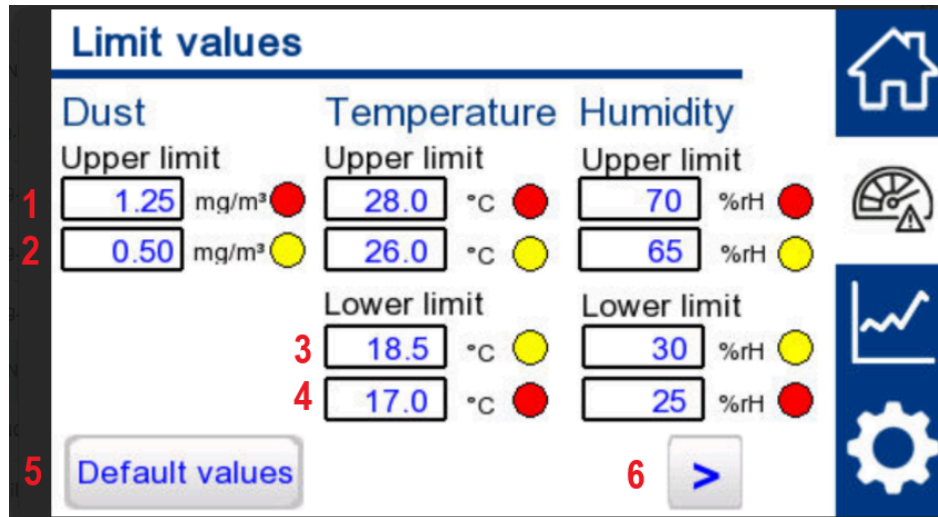 Limit values
Dust Temperature Humidity
Upper limit Upper limit Upper limit
1 1.25 mg/m³ 28.0 °C 70 %rH
2 0.50 mg/m³ 26.0 °C 65 %rH
Lower limit Lower limit
3 18.5 °C 30 %rH
4 17.0 °C 25 %rH
5 Default values 6 >